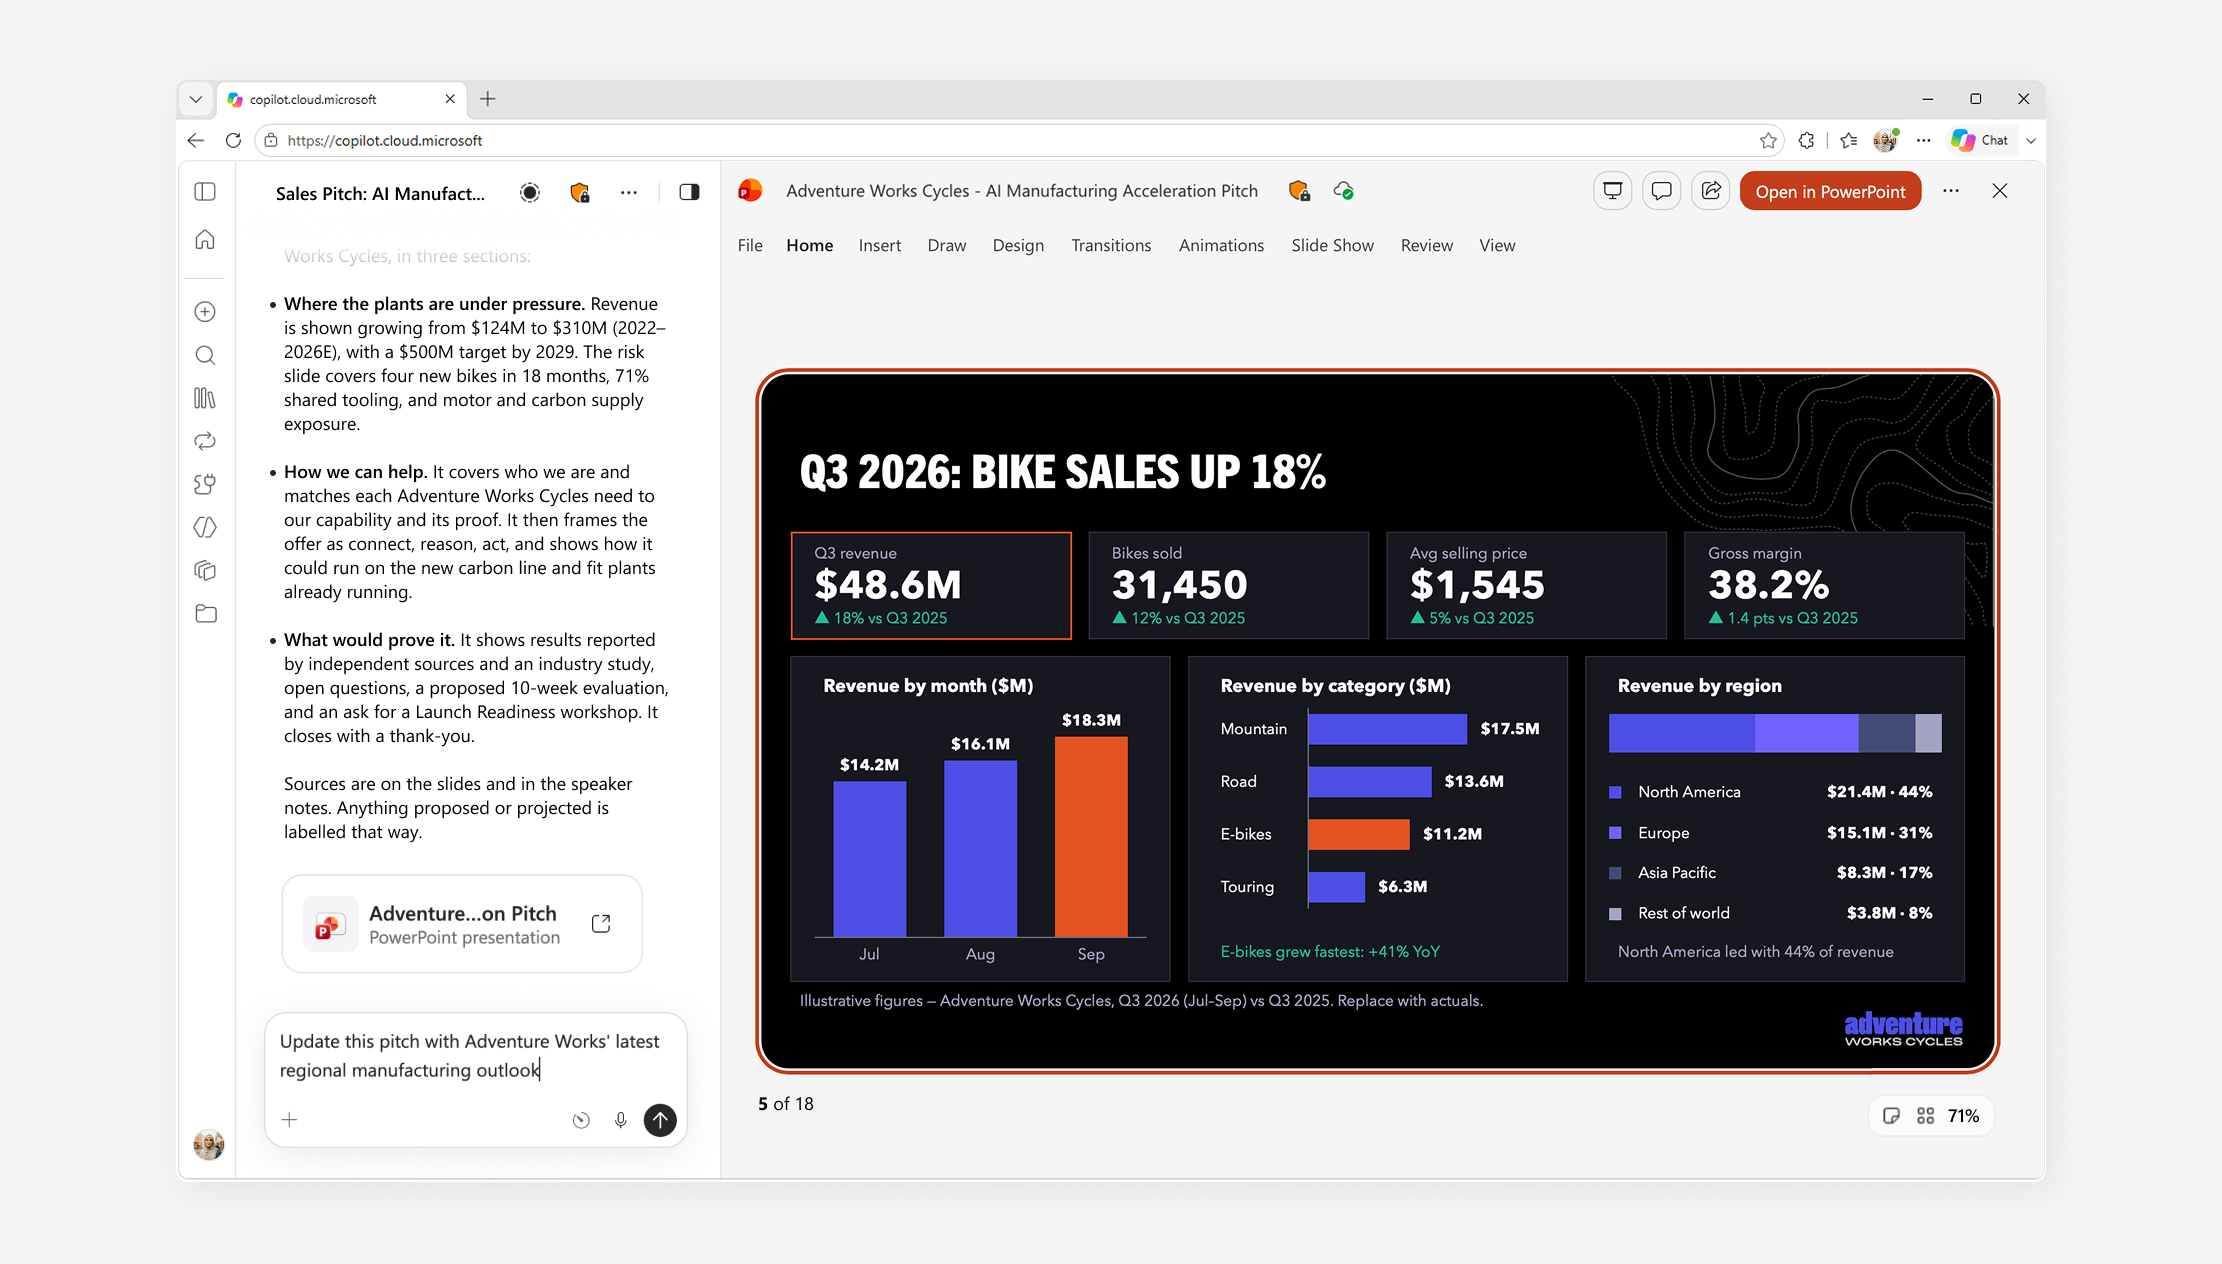 copilot.cloud.microsoft
https://copilot.cloud.microsoft
Chat
Sales Pitch: AI Manufact...
Works Cycles, in three sections:
• Where the plants are under pressure. Revenue
is shown growing from $124M to $310M (2022–
2026E), with a $500M target by 2029. The risk
slide covers four new bikes in 18 months, 71%
shared tooling, and motor and carbon supply
exposure.
• How we can help. It covers who we are and
matches each Adventure Works Cycles need to
our capability and its proof. It then frames the
offer as connect, reason, act, and shows how it
could run on the new carbon line and fit plants
already running.
• What would prove it. It shows results reported
by independent sources and an industry study,
open questions, a proposed 10-week evaluation,
and an ask for a Launch Readiness workshop. It
closes with a thank-you.
Sources are on the slides and in the speaker
notes. Anything proposed or projected is
labelled that way.
Adventure...on Pitch
PowerPoint presentation
Update this pitch with Adventure Works' latest
regional manufacturing outlook
Adventure Works Cycles - AI Manufacturing Acceleration Pitch
Open in PowerPoint
File Home Insert Draw Design Transitions Animations Slide Show Review View
Q3 2026: BIKE SALES UP 18%
Q3 revenue
$48.6M
▲ 18% vs Q3 2025
Bikes sold
31,450
▲ 12% vs Q3 2025
Avg selling price
$1,545
▲ 5% vs Q3 2025
Gross margin
38.2%
▲ 1.4 pts vs Q3 2025
Revenue by month ($M)
$14.2M
$16.1M
$18.3M
Jul Aug Sep
Revenue by category ($M)
Mountain $17.5M
Road $13.6M
E-bikes $11.2M
Touring $6.3M
E-bikes grew fastest: +41% YoY
Revenue by region
North America $21.4M · 44%
Europe $15.1M · 31%
Asia Pacific $8.3M · 17%
Rest of world $3.8M · 8%
North America led with 44% of revenue
Illustrative figures – Adventure Works Cycles, Q3 2026 (Jul–Sep) vs Q3 2025. Replace with actuals.
adventure
WORKS CYCLES
5 of 18
71%